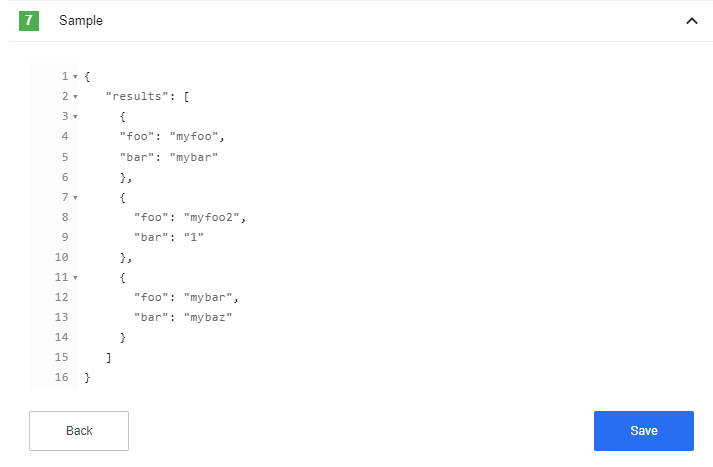 7 Sample
1 {
2 "results": [
3 {
4 "foo": "myfoo",
5 "bar": "mybar"
6 },
7 {
8 "foo": "myfoo2",
9 "bar": "1"
10 },
11 {
12 "foo": "mybar",
13 "bar": "mybaz"
14 }
15 ]
16 }
Back Save